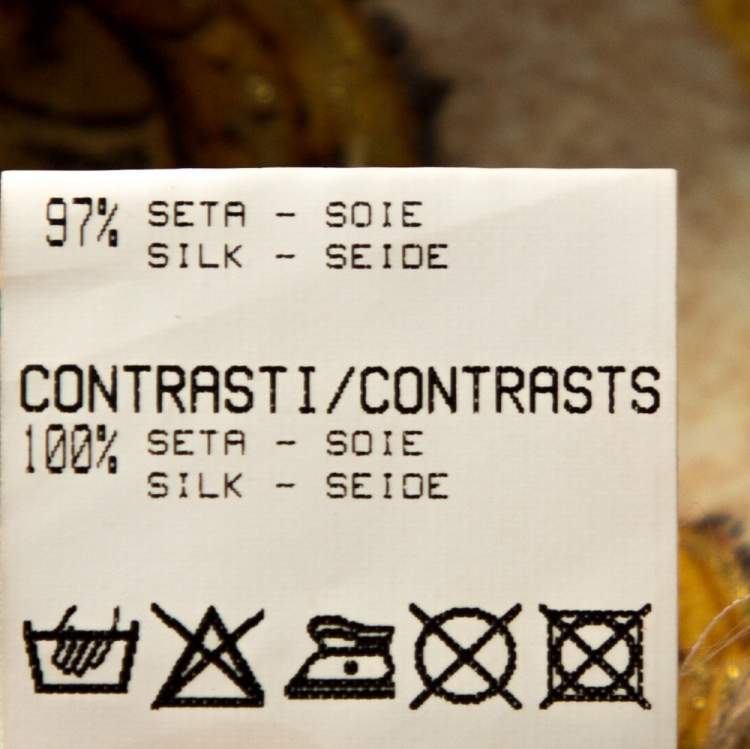 97% SETA - SOIE
SILK - SEIDE
CONTRASTI/CONTRASTS
100% SETA - SOIE
SILK - SEIDE